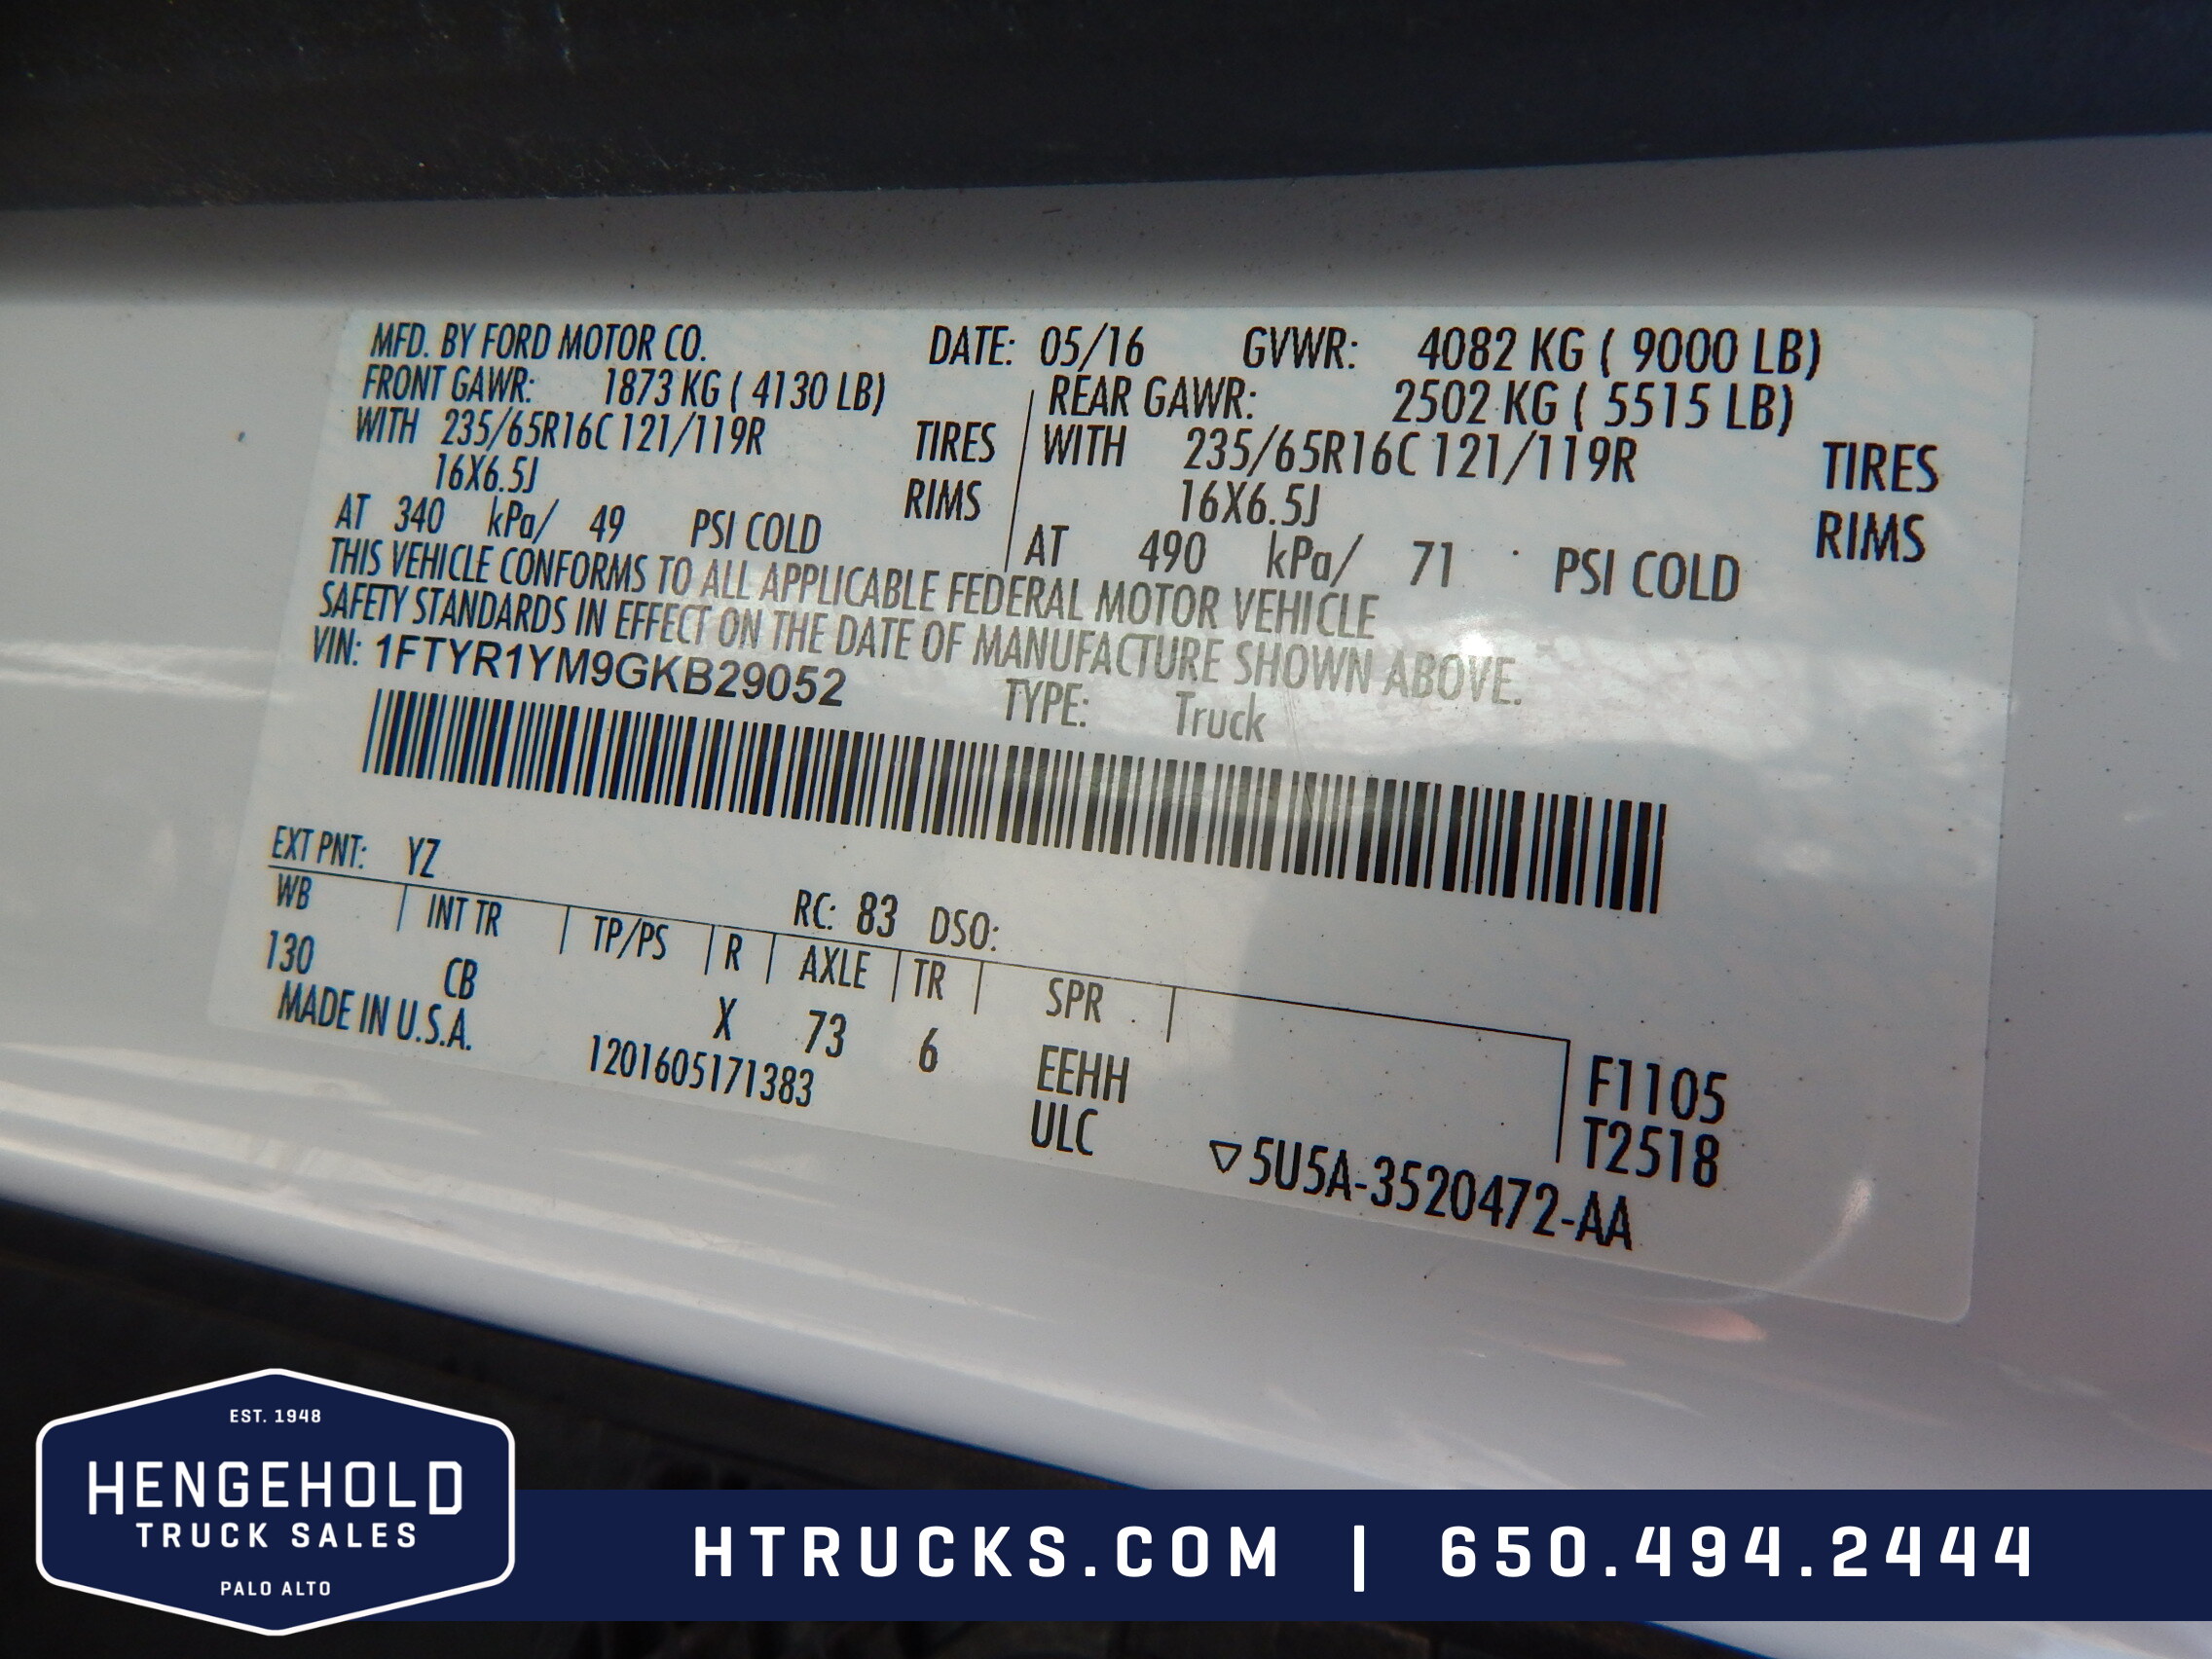 MFD. BY FORD MOTOR CO. DATE: 05/16 GVWR: 4082 KG ( 9000 LB)
FRONT GAWR: 1873 KG ( 4130 LB) REAR GAWR: 2502 KG ( 5515 LB)
WITH 235/65R16C 121/119R TIRES WITH 235/65R16C 121/119R TIRES
16X6.5J RIMS 16X6.5J RIMS
AT 340 kPa/ 49 PSI COLD AT 490 kPa/ 71 PSI COLD
THIS VEHICLE CONFORMS TO ALL APPLICABLE FEDERAL MOTOR VEHICLE
SAFETY STANDARDS IN EFFECT ON THE DATE OF MANUFACTURE SHOWN ABOVE.
VIN: 1FTYR1YM9GKB29052 TYPE: Truck
EXT PNT: YZ RC: 83 DSO:
WB INT TR TP/PS R AXLE TR SPR
130 CB X 73 6 EEHH F1105
MADE IN U.S.A. 1201605171383 ULC T2518
▽5U5A-3520472-AA
EST. 1948
HENGEHOLD
TRUCK SALES
PALO ALTO
HTRUCKS.COM | 650.494.2444